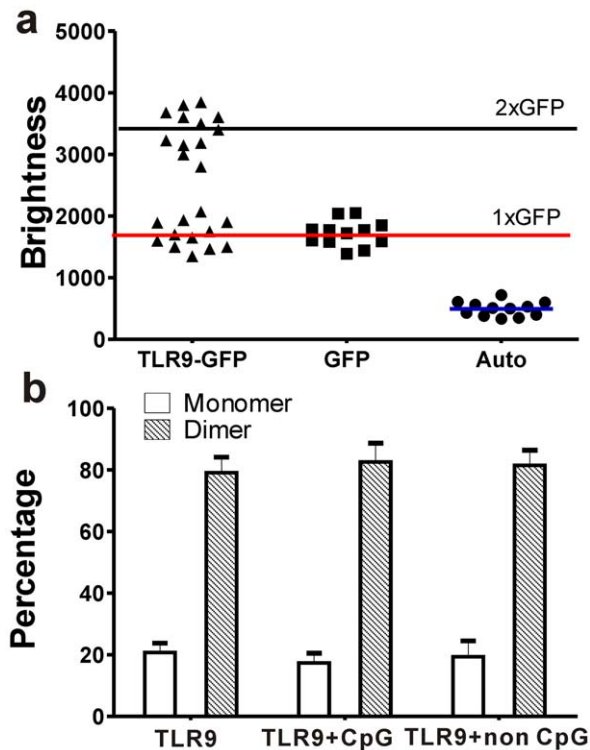 a
5000
4000
3000
2000
1000
0
Brightness
2xGFP
1xGFP
TLR9-GFP GFP Auto
b
Monomer
Dimer
100
80
60
40
20
0
Percentage
TLR9 TLR9+CpG TLR9+non CpG